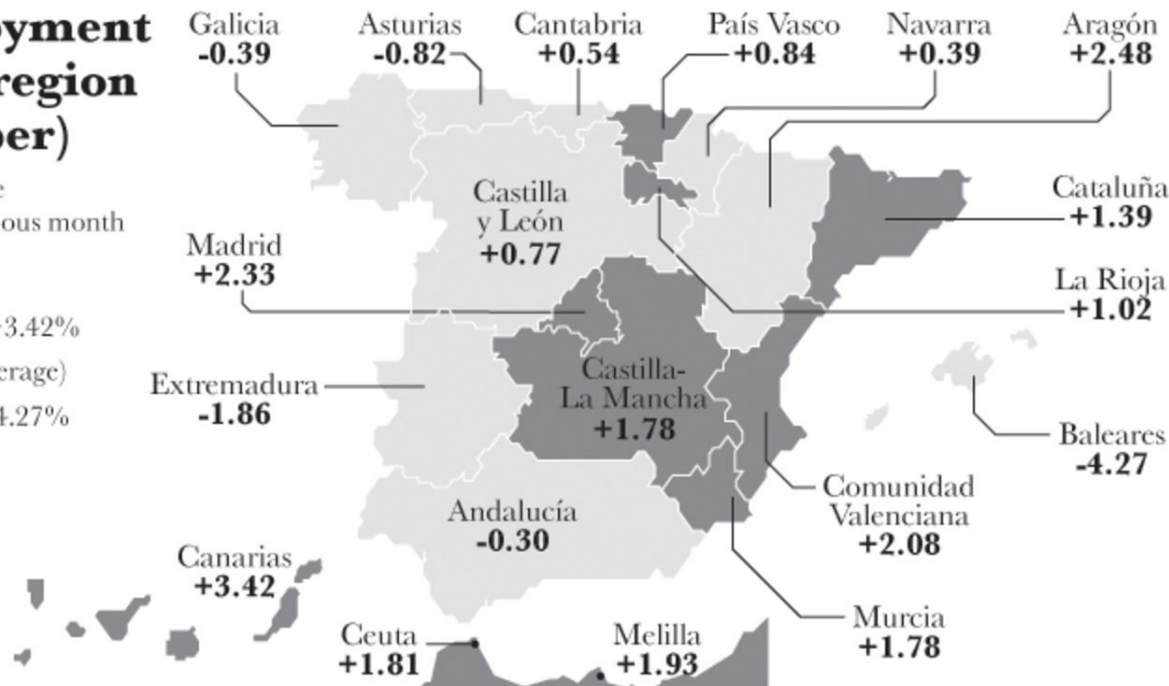 Galicia
-0.39
Asturias
-0.82
Cantabria
+0.54
País Vasco
+0.84
Navarra
+0.39
Aragón
+2.48
region
ous month
Castilla
y León
+0.77
Cataluña
+1.39
Madrid
+2.33
La Rioja
+1.02
3.42%
Castilla-
La Mancha
+1.78
Extremadura
-1.86
4.27%
Baleares
-4.27
Comunidad
Valenciana
+2.08
Andalucía
-0.30
Canarias
+3.42
Murcia
+1.78
Ceuta
+1.81
Melilla
+1.93